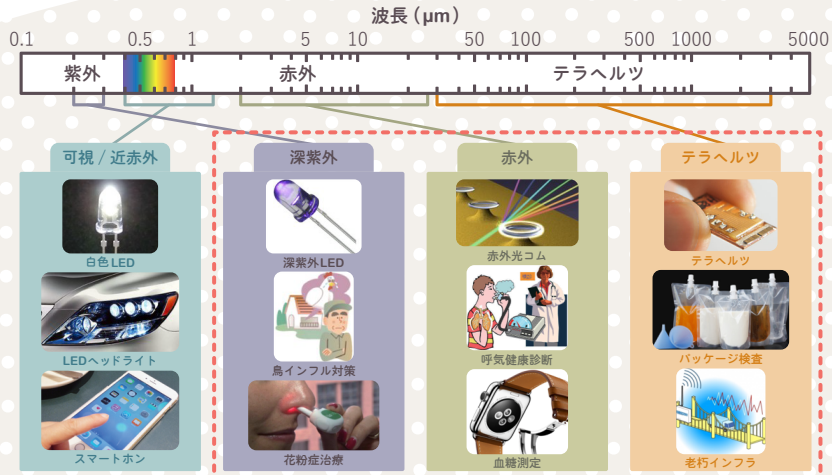 波長（μm）
0.1 0.5 1 5 10 50 100 500 1000 5000
紫外 赤外 テラヘルツ
可視 / 近赤外
白色LED
LEDヘッドライト
スマートホン
深紫外
深紫外LED
鳥インフル対策
花粉症治療
赤外
赤外光コム
呼気健康診断
血糖測定
テラヘルツ
テラヘルツ
パッケージ検査
老朽インフラ